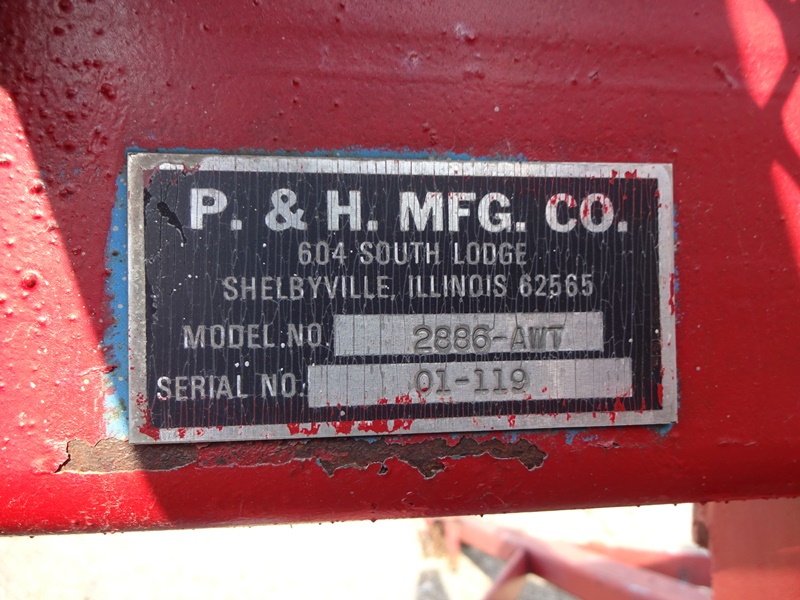 P. & H. MFG. CO.
604 SOUTH LODGE
SHELBYVILLE, ILLINOIS 62565
MODEL NO. 2886-AWT
SERIAL NO. 01-119